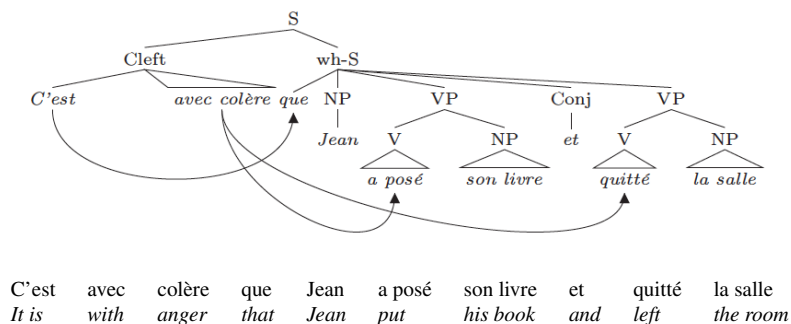 S
Cleft wh-S
C'est avec colère que NP VP Conj VP
Jean V NP et V NP
a posé son livre quitté la salle
C'est avec colère que Jean a posé son livre et quitté la salle
It is with anger that Jean put his book and left the room